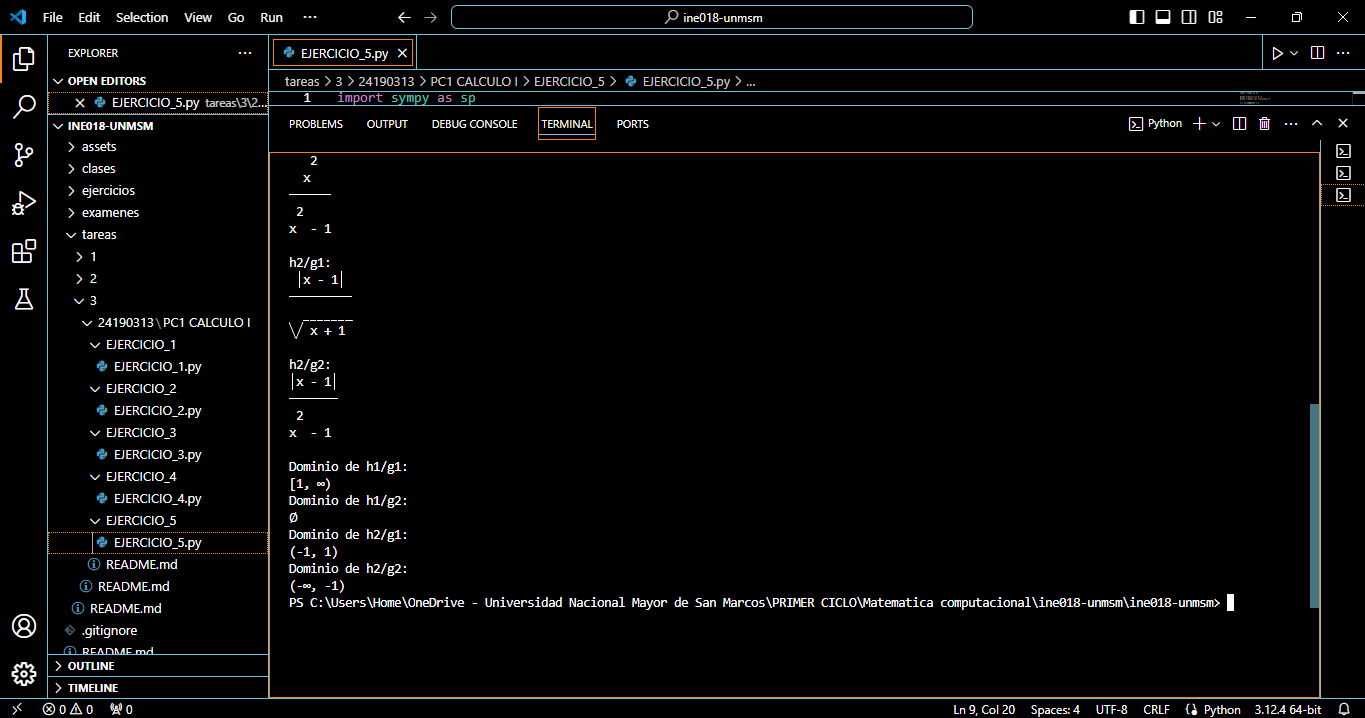 File Edit Selection View Go Run ··· ine018-unmsm
EXPLORER ···
OPEN EDITORS
EJERCICIO_5.py tareas\3\2...
INE018-UNMSM
assets
clases
ejercicios
examenes
tareas
1
2
3
24190313\PC1 CALCULO I
EJERCICIO_1
EJERCICIO_1.py
EJERCICIO_2
EJERCICIO_2.py
EJERCICIO_3
EJERCICIO_3.py
EJERCICIO_4
EJERCICIO_4.py
EJERCICIO_5
EJERCICIO_5.py
README.md
README.md
README.md
.gitignore
README.md
OUTLINE
TIMELINE
EJERCICIO_5.py
tareas > 3 > 24190313 > PC1 CALCULO I > EJERCICIO_5 > EJERCICIO_5.py > ...
1 import sympy as sp
PROBLEMS OUTPUT DEBUG CONSOLE TERMINAL PORTS Python
2
x
2
x - 1
h2/g1:
│x - 1│
_______
╲╱ x + 1
h2/g2:
│x - 1│
2
x - 1
Dominio de h1/g1:
[1, ∞)
Dominio de h1/g2:
Ø
Dominio de h2/g1:
(-1, 1)
Dominio de h2/g2:
(-∞, -1)
PS C:\Users\Home\OneDrive - Universidad Nacional Mayor de San Marcos\PRIMER CICLO\Matematica computacional\ine018-unmsm\ine018-unmsm>
0 0 0 Ln 9, Col 20 Spaces: 4 UTF-8 CRLF Python 3.12.4 64-bit